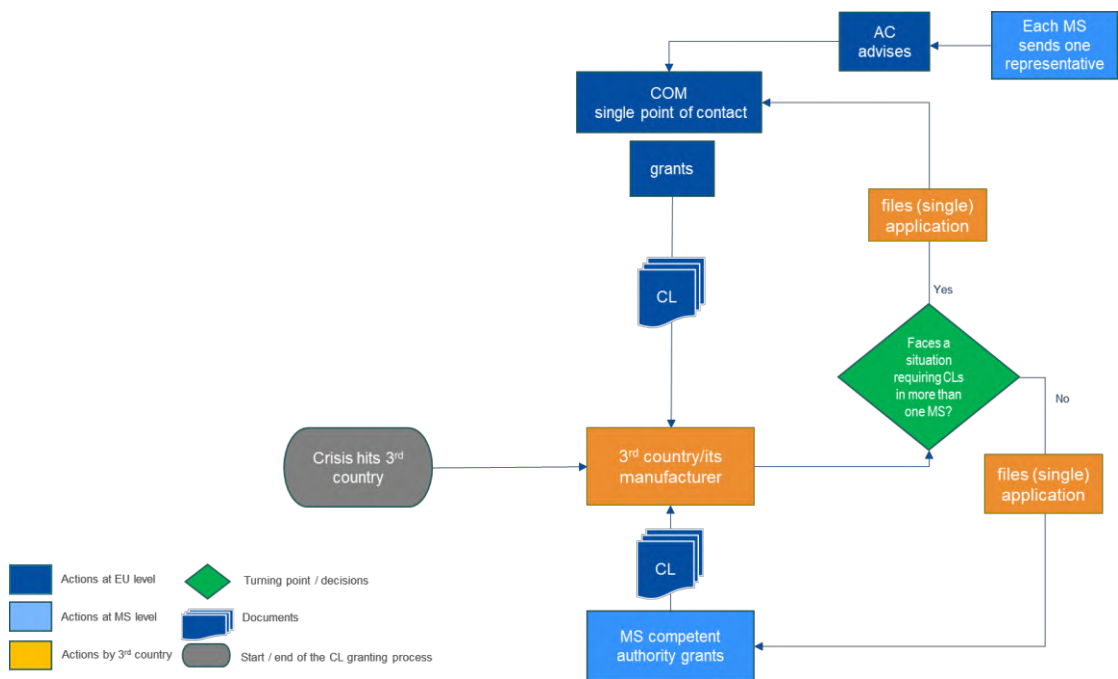 AC
advises
Each MS
sends one
representative
COM
single point of contact
grants
files (single)
application
CL
Yes
Faces a
situation
requiring CLs
in more than
one MS?
No
Crisis hits 3rd
country
3rd country/its
manufacturer
files (single)
application
CL
MS competent
authority grants
Actions at EU level
Turning point / decisions
Actions at MS level
Documents
Actions by 3rd country
Start / end of the CL granting process